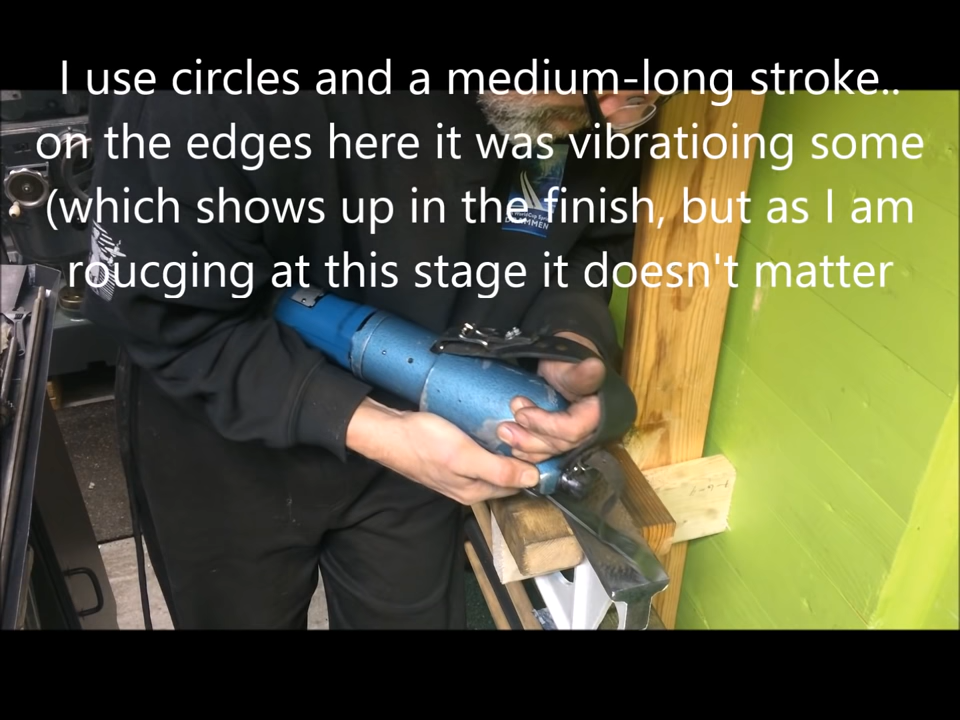 I use circles and a medium-long stroke..
on the edges here it was vibratioing some
(which shows up in the finish, but as I am
roucging at this stage it doesn't matter